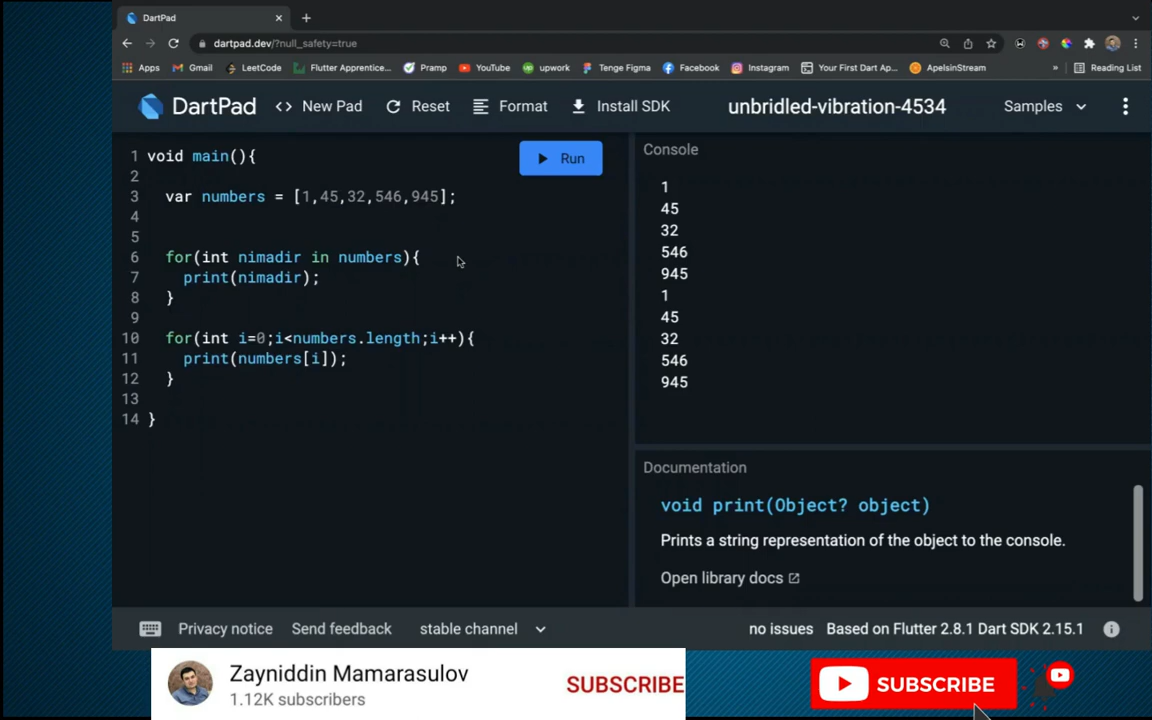 DartPad
dartpad.dev/?null_safety=true
Apps Gmail LeetCode Flutter Apprentice... Pramp YouTube upwork Tenge Figma Facebook Instagram Your First Dart Ap... ApelsinStream » Reading List
DartPad <> New Pad Reset Format Install SDK unbridled-vibration-4534 Samples
Run
1 void main(){
2
3 var numbers = [1,45,32,546,945];
4
5
6 for(int nimadir in numbers){
7 print(nimadir);
8 }
9
10 for(int i=0;i<numbers.length;i++){
11 print(numbers[i]);
12 }
13
14 }
Console
1
45
32
546
945
1
45
32
546
945
Documentation
void print(Object? object)
Prints a string representation of the object to the console.
Open library docs
Privacy notice Send feedback stable channel no issues Based on Flutter 2.8.1 Dart SDK 2.15.1
Zayniddin Mamarasulov
1.12K subscribers
SUBSCRIBE
SUBSCRIBE